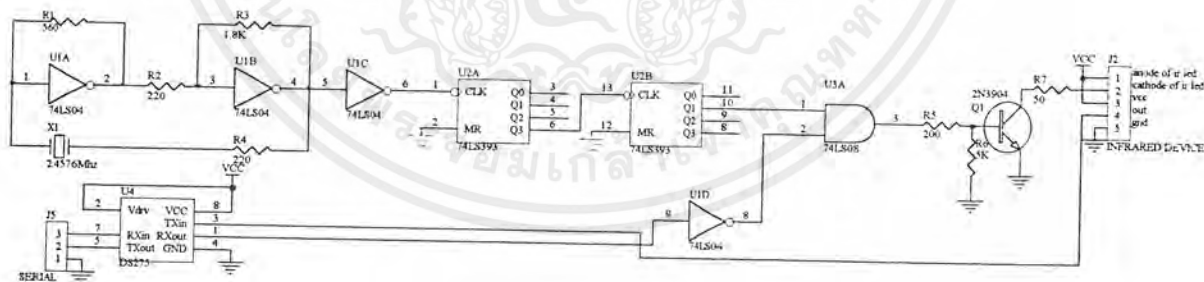 R1
560
U1A
1
2
74LS04
R2
220
R3
1.8K
U1B
3
4
74LS04
X1
2.4576Mhz
R4
220
U1C
5
6
74LS04
U2A
1
CLK
Q0
3
Q1
4
Q2
5
Q3
6
2
MR
74LS393
U2B
13
CLK
Q0
11
Q1
10
Q2
9
Q3
8
12
MR
74LS393
U3A
1
2
3
74LS08
U1D
9
8
74LS04
R5
200
R6
5K
2N3904
Q1
R7
50
VCC
J2
1
anode of ir led
2
cathode of ir led
3
vcc
4
out
5
gnd
INFRARED DEVICE
VCC
U4
2
Vdrv
VCC
8
TXin
3
7
RXin
RXout
1
5
TXout
GND
4
DS275
J5
3
2
1
SERIAL